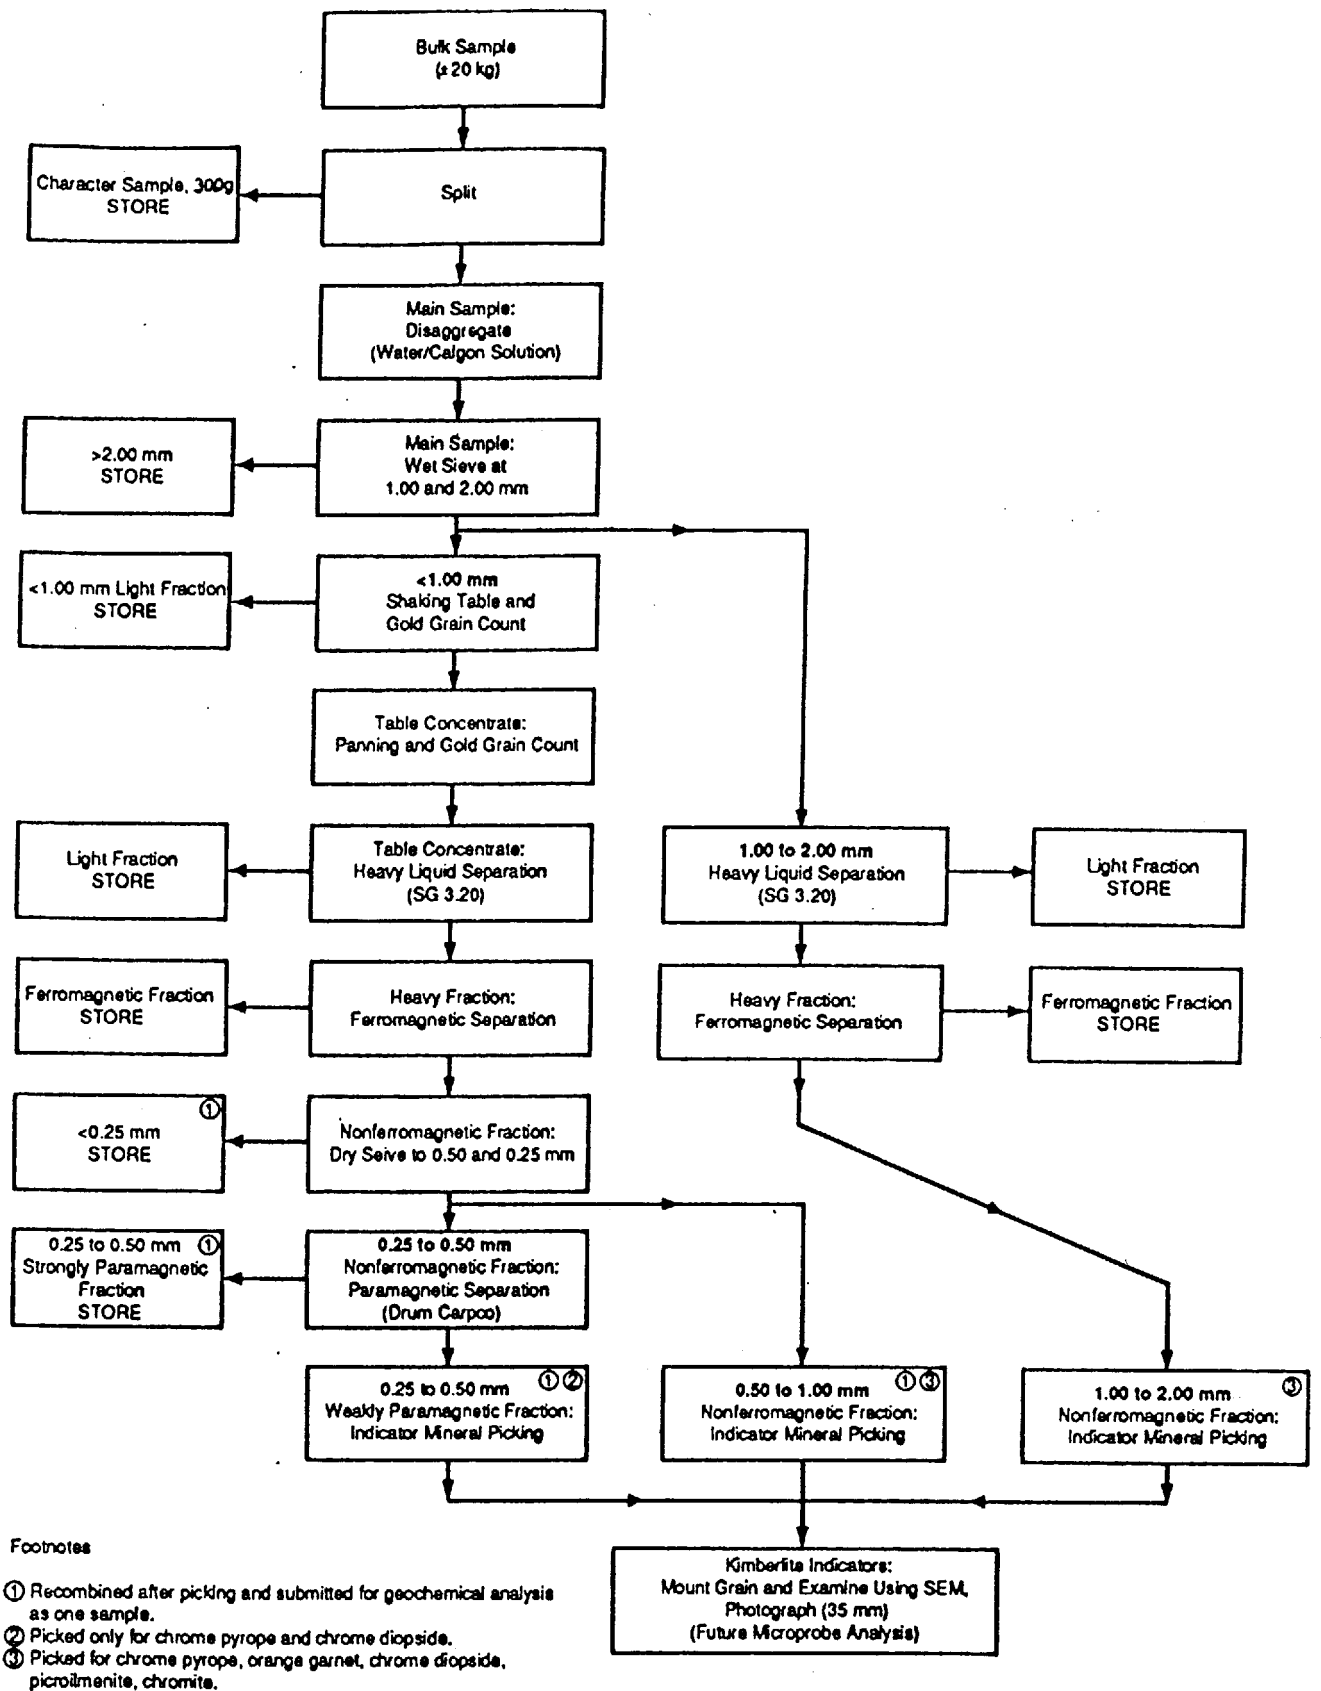 Bulk Sample
(±20 kg)
Character Sample, 300g
STORE
Split
Main Sample:
Disaggregate
(Water/Calgon Solution)
>2.00 mm
STORE
Main Sample:
Wet Sieve at
1.00 and 2.00 mm
<1.00 mm Light Fraction
STORE
<1.00 mm
Shaking Table and
Gold Grain Count
Table Concentrate:
Panning and Gold Grain Count
Light Fraction
STORE
Table Concentrate:
Heavy Liquid Separation
(SG 3.20)
1.00 to 2.00 mm
Heavy Liquid Separation
(SG 3.20)
Light Fraction
STORE
Ferromagnetic Fraction
STORE
Heavy Fraction:
Ferromagnetic Separation
Heavy Fraction:
Ferromagnetic Separation
Ferromagnetic Fraction
STORE
①
<0.25 mm
STORE
Nonferromagnetic Fraction:
Dry Seive to 0.50 and 0.25 mm
0.25 to 0.50 mm ①
Strongly Paramagnetic
Fraction
STORE
0.25 to 0.50 mm
Nonferromagnetic Fraction:
Paramagnetic Separation
(Drum Carpco)
0.25 to 0.50 mm ① ②
Weakly Paramagnetic Fraction:
Indicator Mineral Picking
0.50 to 1.00 mm ① ③
Nonferromagnetic Fraction:
Indicator Mineral Picking
1.00 to 2.00 mm ③
Nonferromagnetic Fraction:
Indicator Mineral Picking
Kimberlite Indicators:
Mount Grain and Examine Using SEM,
Photograph (35 mm)
(Future Microprobe Analysis)
Footnotes
① Recombined after picking and submitted for geochemical analysis
as one sample.
② Picked only for chrome pyrope and chrome diopside.
③ Picked for chrome pyrope, orange garnet, chrome diopside,
picroilmenite, chromite.